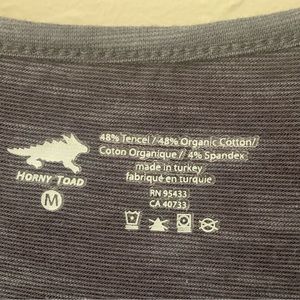 HORNY TOAD
M
48% Tencel / 48% Organic Cotton/
Coton Organique / 4% Spandex
made in turkey
fabriqué en turquie
RN 95433
CA 40733